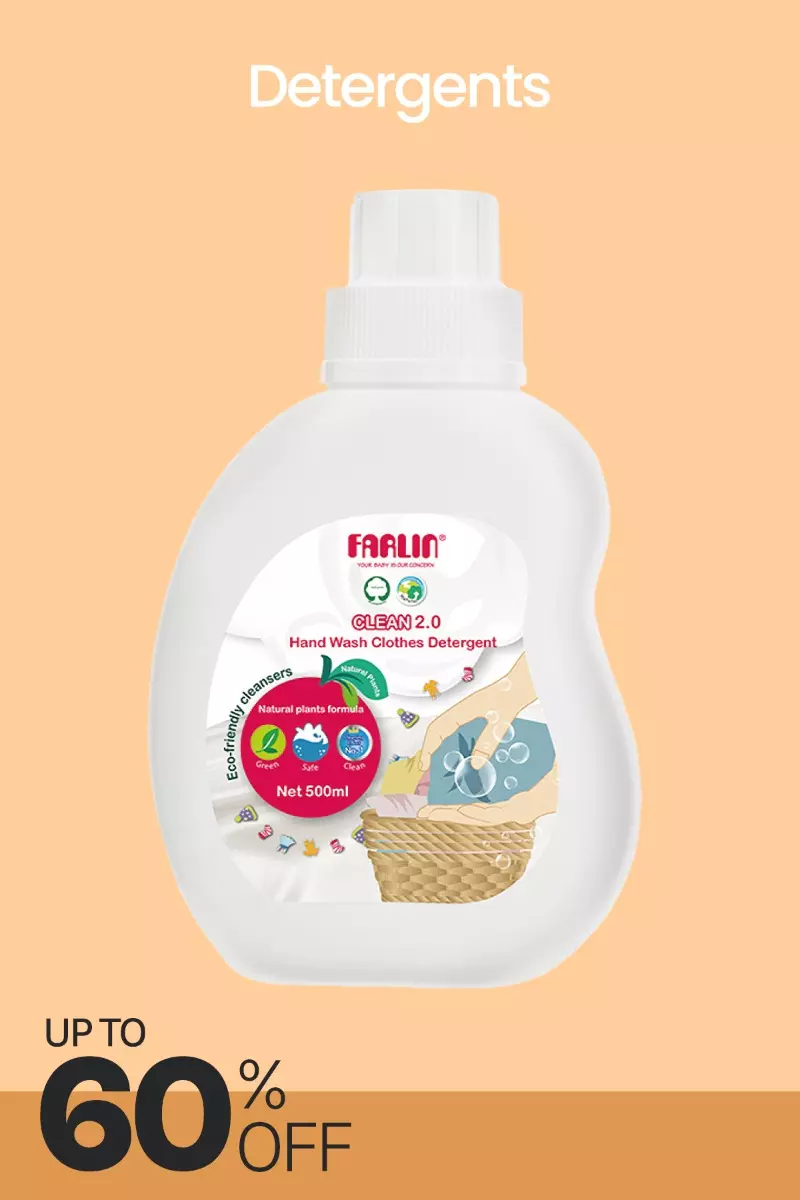 Detergents
FARLIN®
YOUR BABY IS OUR CONCERN
CLEAN 2.0
Hand Wash Clothes Detergent
Eco-friendly cleansers
Natural Plants
Natural plants formula
Green
Safe
Clean
Net 500ml
UP TO
60%
OFF